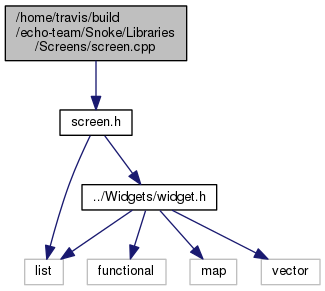 /home/travis/build
/echo-team/Snoke/Libraries
/Screens/screen.cpp
screen.h
../Widgets/widget.h
list
functional
map
vector